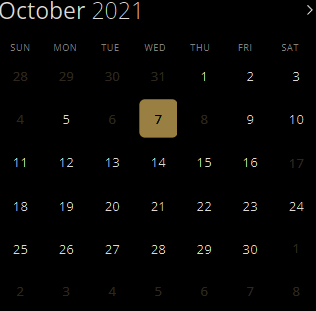 October 2021 >
SUN MON TUE WED THU FRI SAT
28 29 30 31 1 2 3
4 5 6 7 8 9 10
11 12 13 14 15 16 17
18 19 20 21 22 23 24
25 26 27 28 29 30 1
2 3 4 5 6 7 8